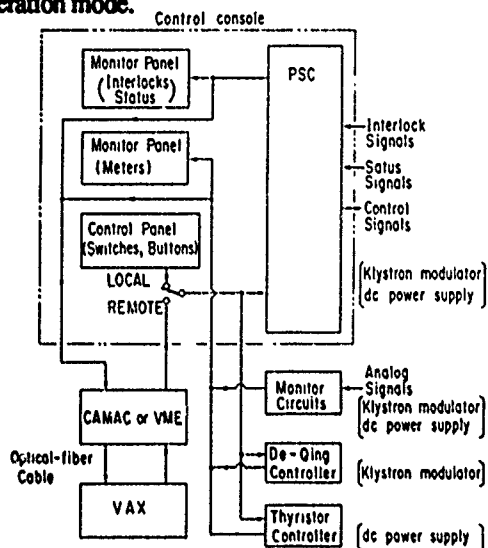 eration mode.
Control console
Monitor Panel
(Interlocks
Status)
PSC
Monitor Panel
(Meters)
Interlock
Signals
Satus
Signals
Control
Signals
Control Panel
(Switches, Buttons)
LOCAL
REMOTE
[Klystron modulator
dc power supply]
CAMAC or VME
Monitor
Circuits
Analog
Signals
[Klystron modulator
dc power supply]
Optical-fiber
Cable
De-Qing
Controller
[Klystron modulator]
VAX
Thyristor
Controller
[dc power supply]